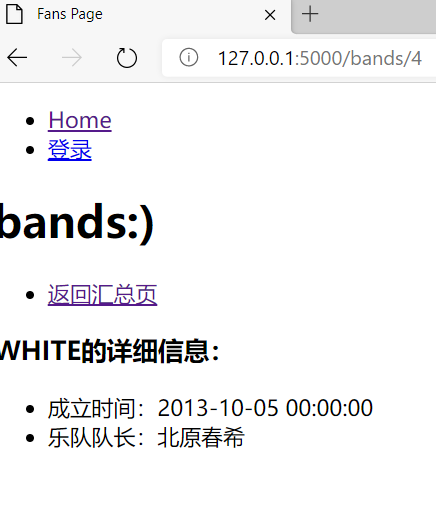 Fans Page
127.0.0.1:5000/bands/4
Home
登录
bands:)
返回汇总页
WHITE的详细信息：
成立时间：2013-10-05 00:00:00
乐队队长：北原春希